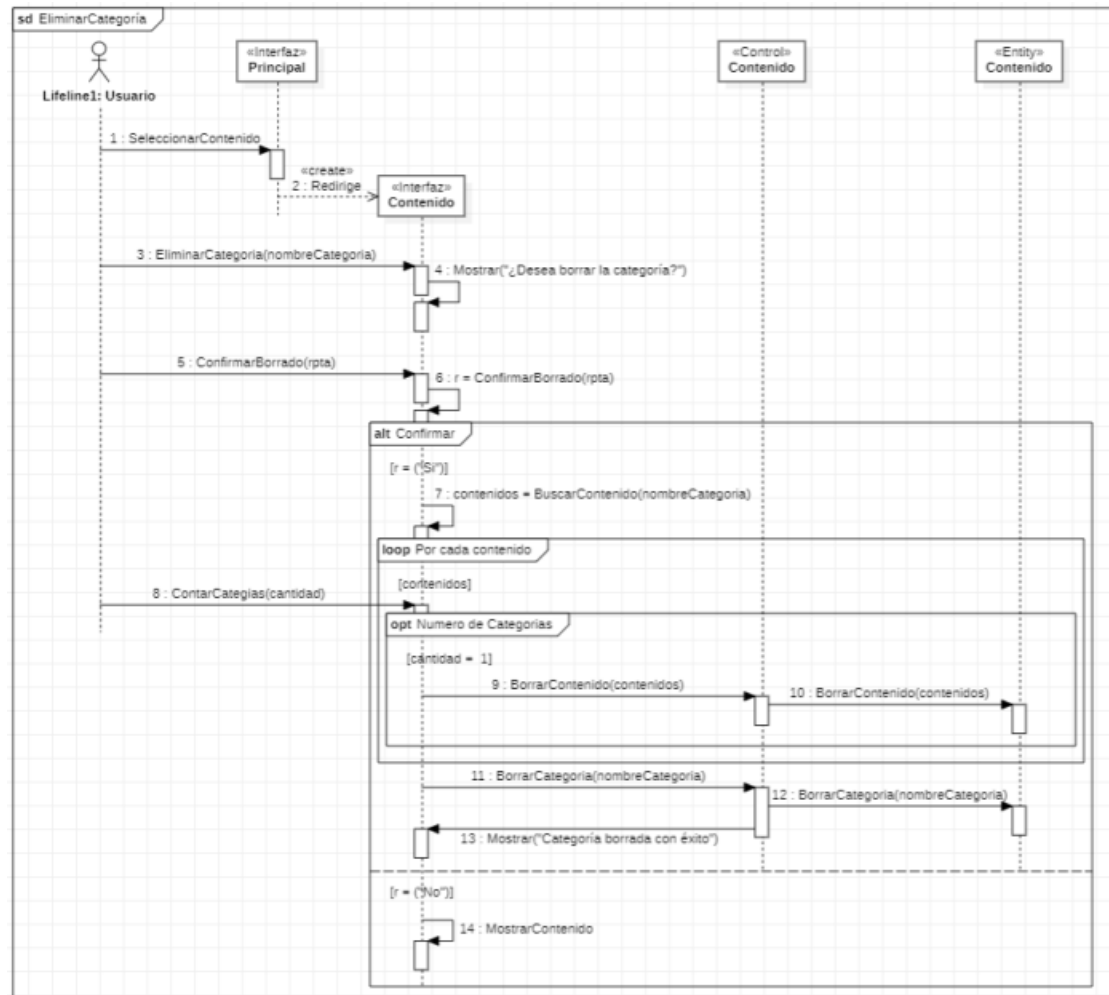 sd EliminarCategoría
«Interfaz»
Principal
«Control»
Contenido
«Entity»
Contenido
Lifeline1: Usuario
1 : SeleccionarContenido
«create»
2 : Redirige
«Interfaz»
Contenido
3 : EliminarCategoria(nombreCategoria)
4 : Mostrar("¿Desea borrar la categoría?")
5 : ConfirmarBorrado(rpta)
6 : r = ConfirmarBorrado(rpta)
alt Confirmar
[r = ("Si")]
7 : contenidos = BuscarContenido(nombreCategoria)
loop Por cada contenido
[contenidos]
8 : ContarCategias(cantidad)
opt Numero de Categorias
[cantidad = 1]
9 : BorrarContenido(contenidos)
10 : BorrarContenido(contenidos)
11 : BorrarCategoria(nombreCategoría)
12 : BorrarCategoria(nombreCategoría)
13 : Mostrar("Categoría borrada con éxito")
[r = ("No")]
14 : MostrarContenido